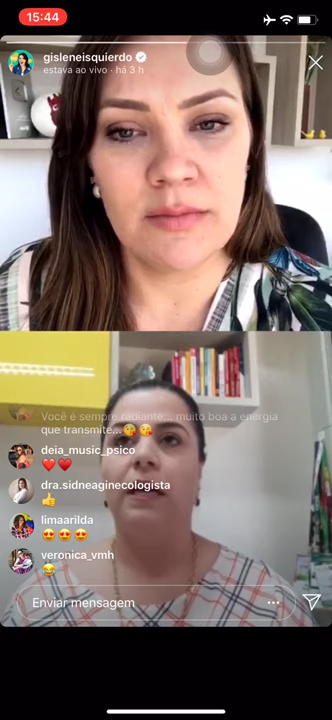 15:44
gisleneisquierdo
estava ao vivo · há 3 h
Você é sempre radiante... muito boa a energia
que transmite...😘😘
deia_music_psico
❤️❤️
dra.sidneaginecologista
👍
limaarilda
😍😍😍
veronica_vmh
😂
Enviar mensagem